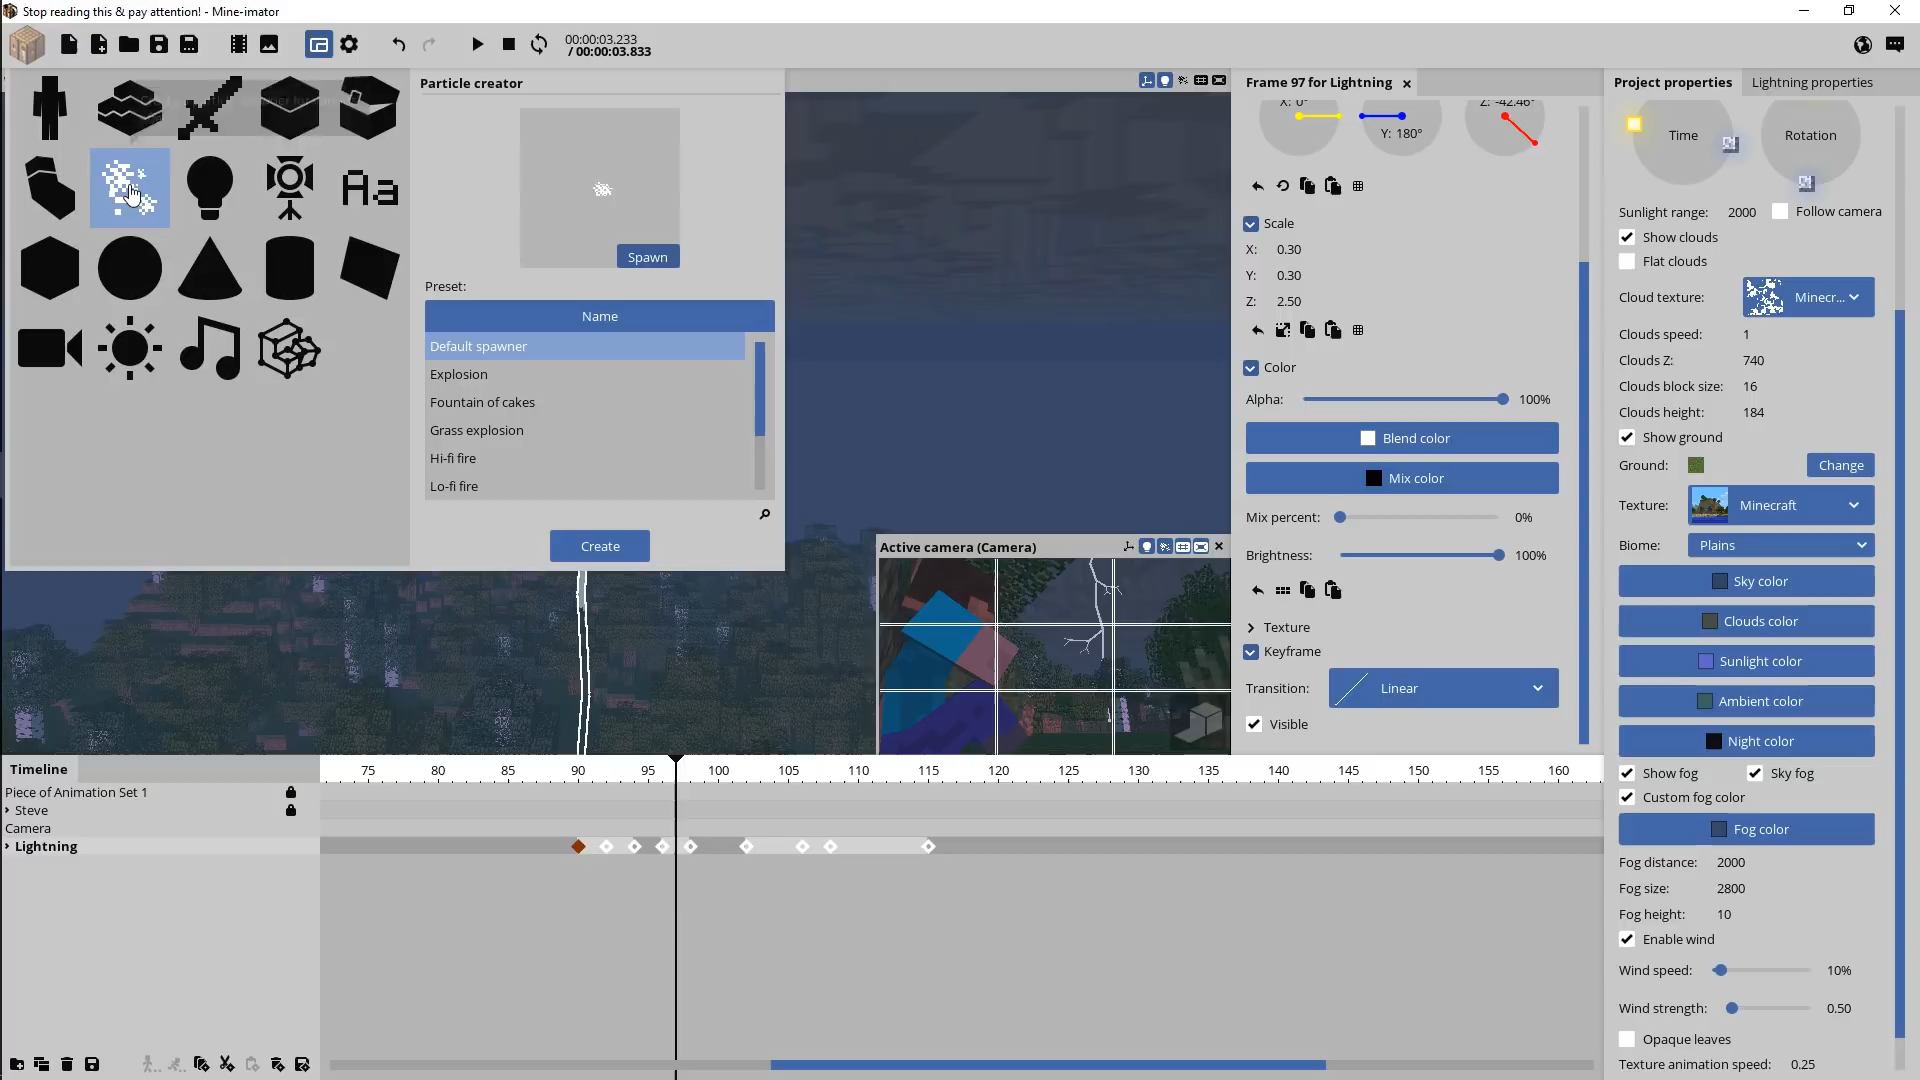 Stop reading this & pay attention! - Mine-imator
00:00:03.233
/ 00:00:03.833
Particle creator
Spawn
Preset:
Name
Default spawner
Explosion
Fountain of cakes
Grass explosion
Hi-fi fire
Lo-fi fire
Create
Aa
Active camera (Camera)
Frame 97 for Lightning
X: 0°
Y: 180°
Z: -42.46°
Scale
X: 0.30
Y: 0.30
Z: 2.50
Color
Alpha: 100%
Blend color
Mix color
Mix percent: 0%
Brightness: 100%
Texture
Keyframe
Transition: Linear
Visible
Project properties
Lightning properties
Time
Rotation
Sunlight range: 2000
Follow camera
Show clouds
Flat clouds
Cloud texture: Minecr...
Clouds speed: 1
Clouds Z: 740
Clouds block size: 16
Clouds height: 184
Show ground
Ground: Change
Texture: Minecraft
Biome: Plains
Sky color
Clouds color
Sunlight color
Ambient color
Night color
Show fog
Sky fog
Custom fog color
Fog color
Fog distance: 2000
Fog size: 2800
Fog height: 10
Enable wind
Wind speed: 10%
Wind strength: 0.50
Opaque leaves
Texture animation speed: 0.25
Timeline
75 80 85 90 95 100 105 110 115 120 125 130 135 140 145 150 155 160
Piece of Animation Set 1
Steve
Camera
Lightning